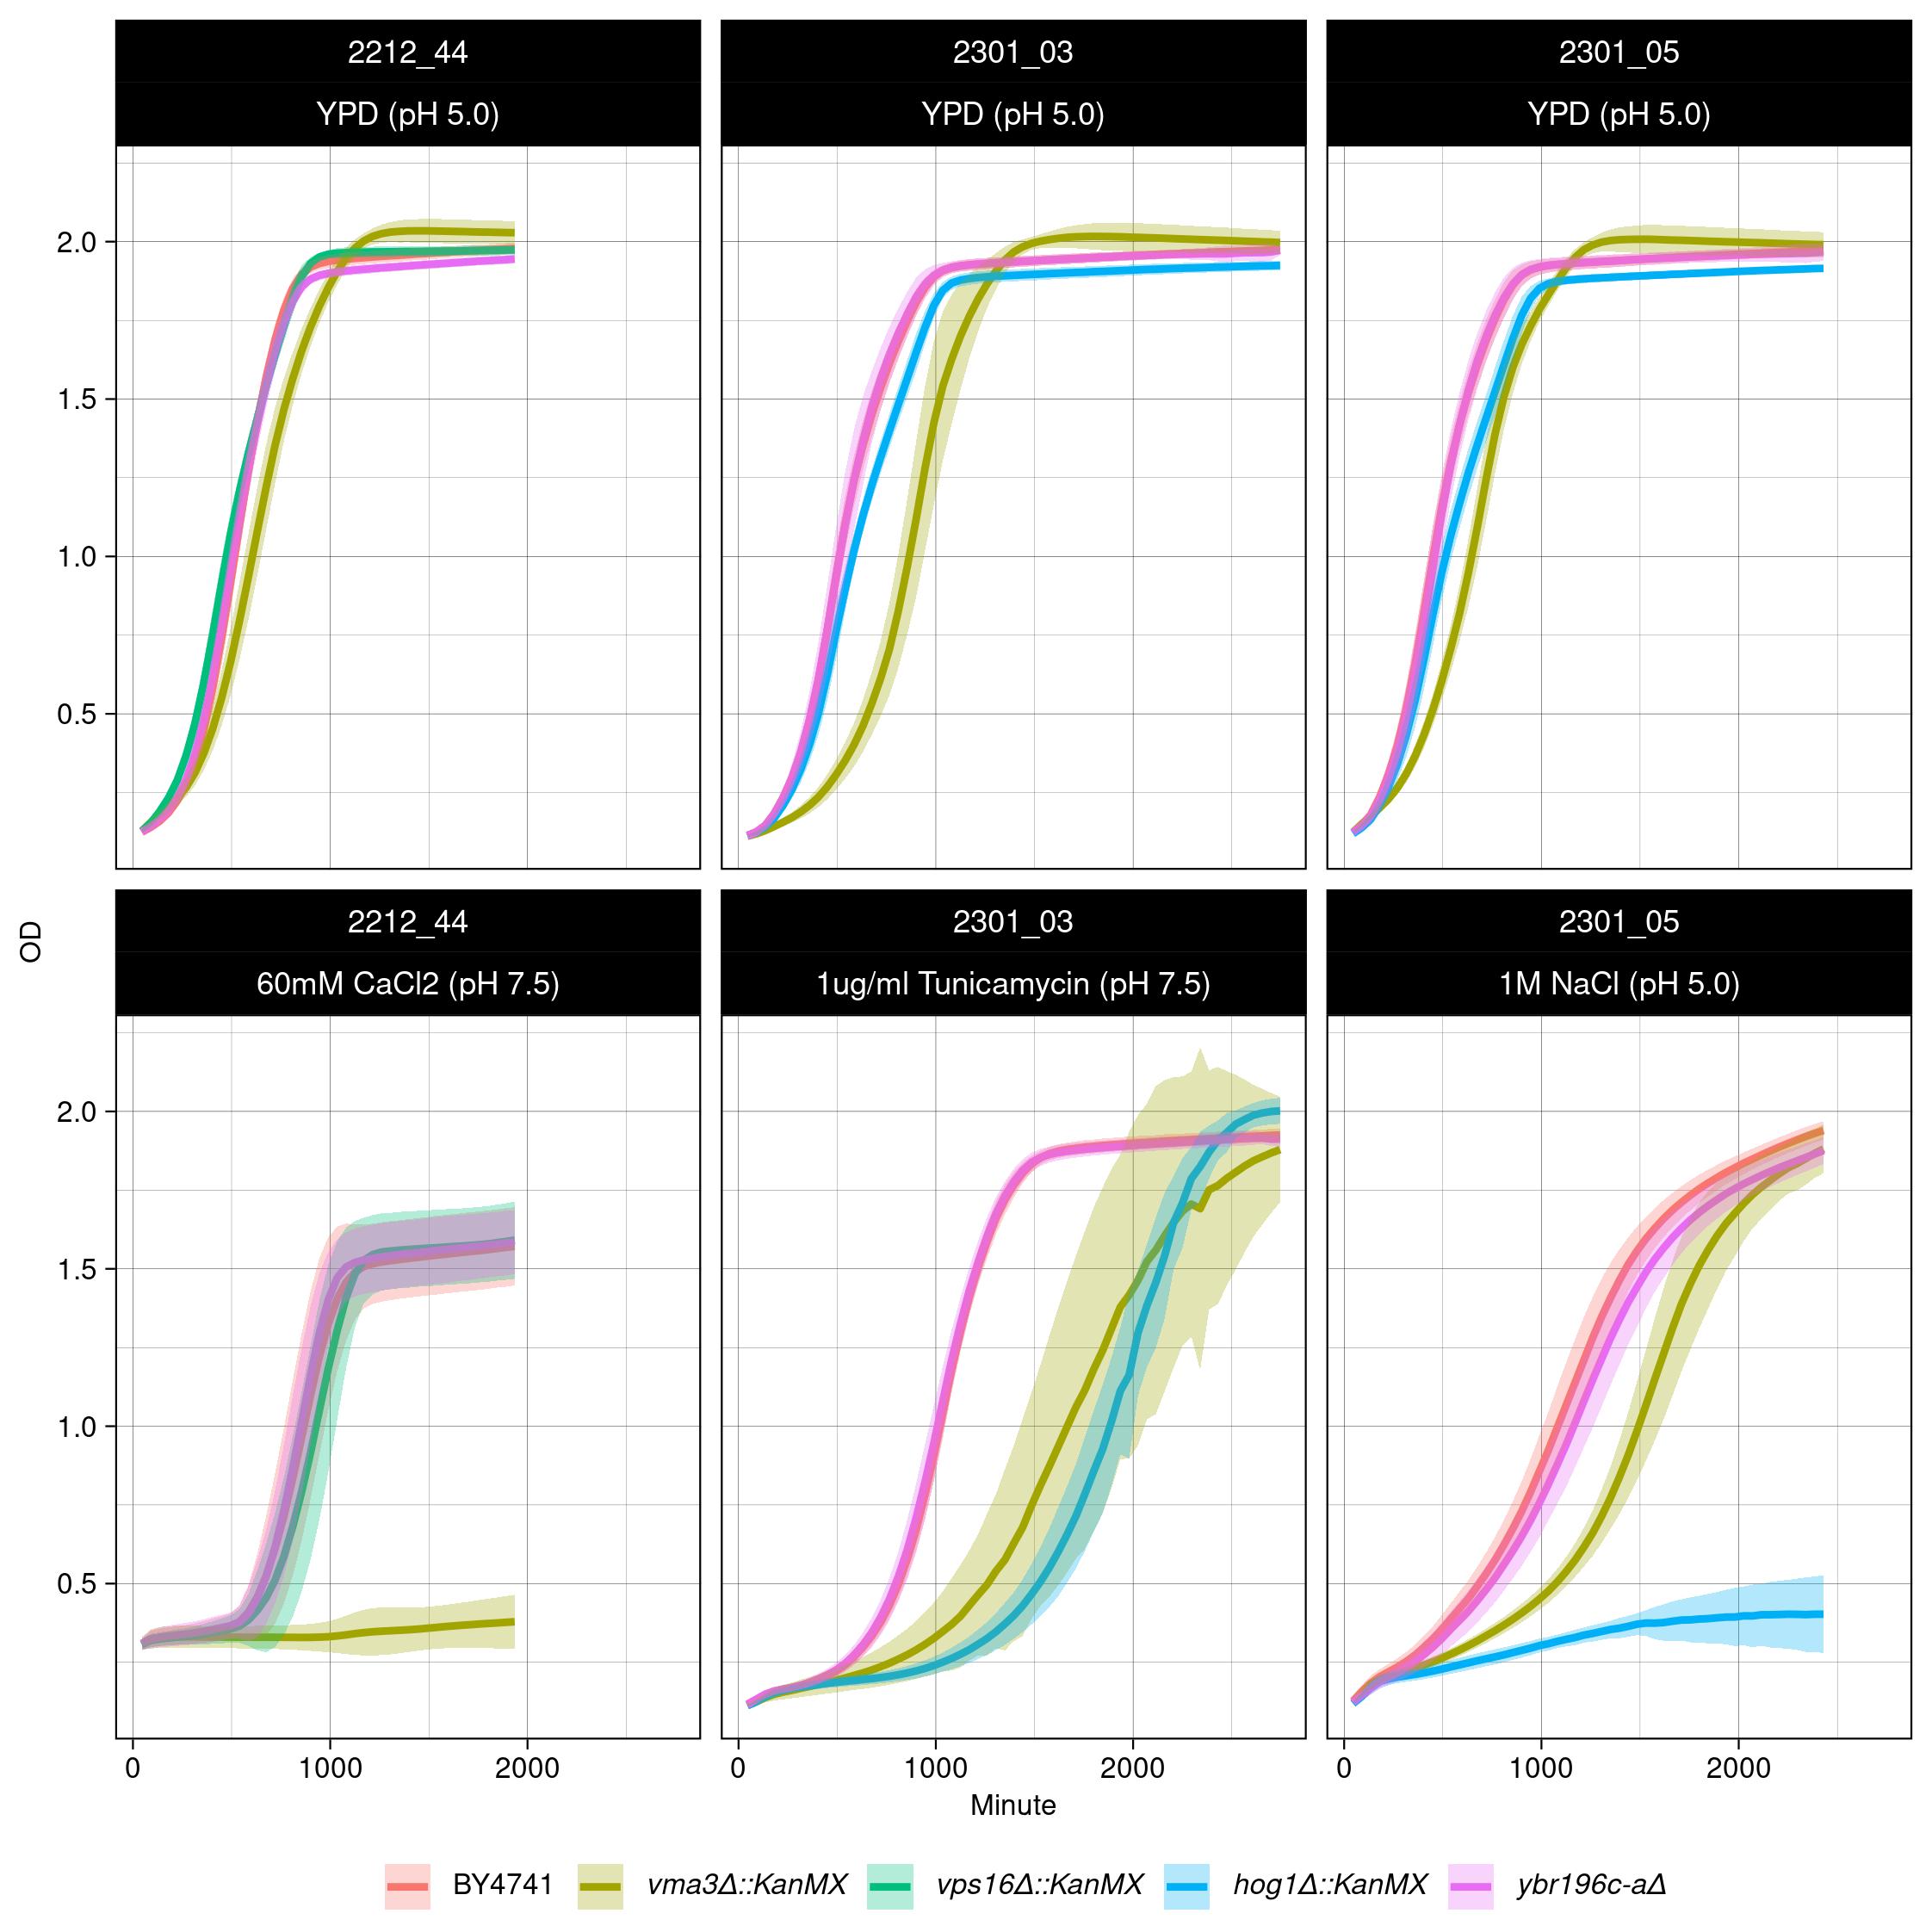 2212_44
YPD (pH 5.0)
2301_03
YPD (pH 5.0)
2301_05
YPD (pH 5.0)
2.0
1.5
1.0
0.5
OD
2212_44
60mM CaCl2 (pH 7.5)
2301_03
1ug/ml Tunicamycin (pH 7.5)
2301_05
1M NaCl (pH 5.0)
2.0
1.5
1.0
0.5
0 1000 2000
0 1000 2000
0 1000 2000
Minute
BY4741 vma3Δ::KanMX vps16Δ::KanMX hog1Δ::KanMX ybr196c-aΔ